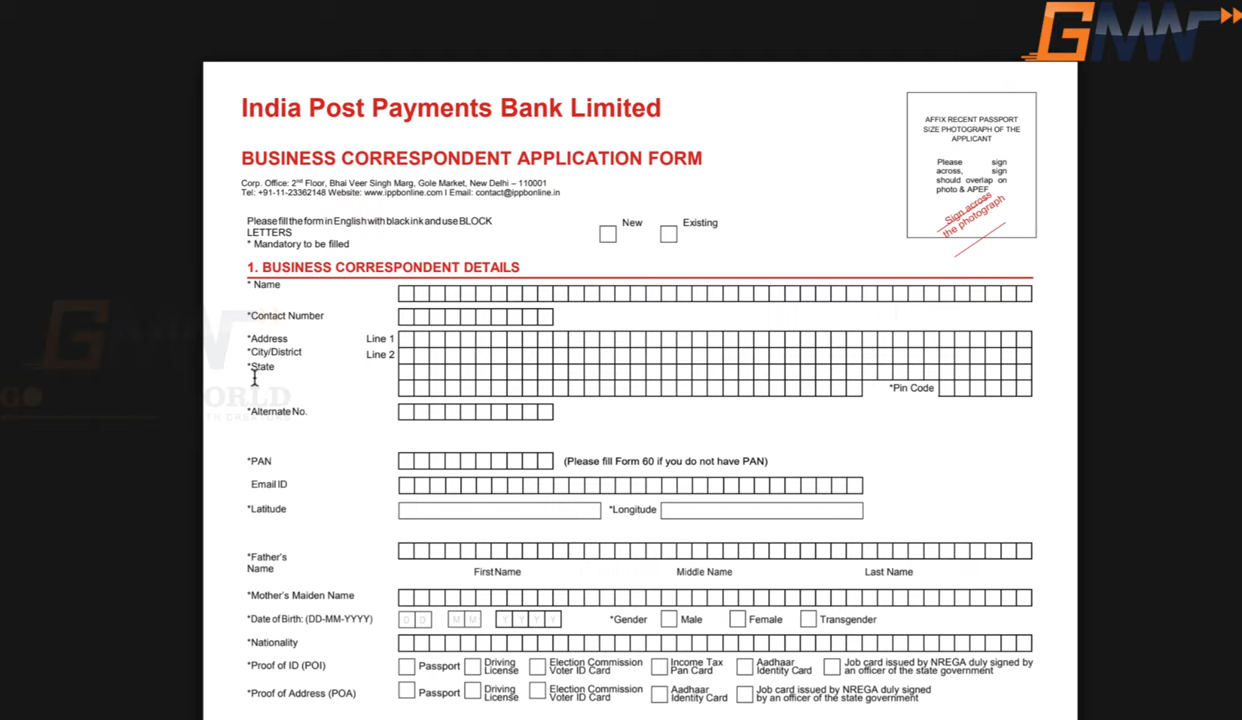 GMW
India Post Payments Bank Limited
BUSINESS CORRESPONDENT APPLICATION FORM
Corp. Office: 2nd Floor, Bhai Veer Singh Marg, Gole Market, New Delhi – 110001
Tel: +91-11-23362148 Website: www.ippbonline.com I Email: contact@ippbonline.in
AFFIX RECENT PASSPORT
SIZE PHOTOGRAPH OF THE
APPLICANT
Please sign
across, sign
should overlap on
photo & APEF
Sign across
the photograph
Please fill the form in English with black ink and use BLOCK
LETTERS
* Mandatory to be filled
New Existing
1. BUSINESS CORRESPONDENT DETAILS
* Name
*Contact Number
*Address Line 1
*City/District Line 2
*State
*Pin Code
ORLD
*Alternate No.
*PAN (Please fill Form 60 if you do not have PAN)
Email ID
*Latitude *Longitude
*Father's
Name
First Name Middle Name Last Name
*Mother's Maiden Name
*Date of Birth: (DD-MM-YYYY) D D M M Y Y Y Y *Gender Male Female Transgender
*Nationality
*Proof of ID (POI) Passport Driving License Election Commission Voter ID Card Income Tax Pan Card Aadhaar Identity Card Job card issued by NREGA duly signed by an officer of the state government
*Proof of Address (POA) Passport Driving License Election Commission Voter ID Card Aadhaar Identity Card Job card issued by NREGA duly signed by an officer of the state government